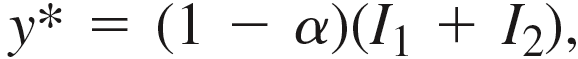 y* = (1 − α)(I₁ + I₂),